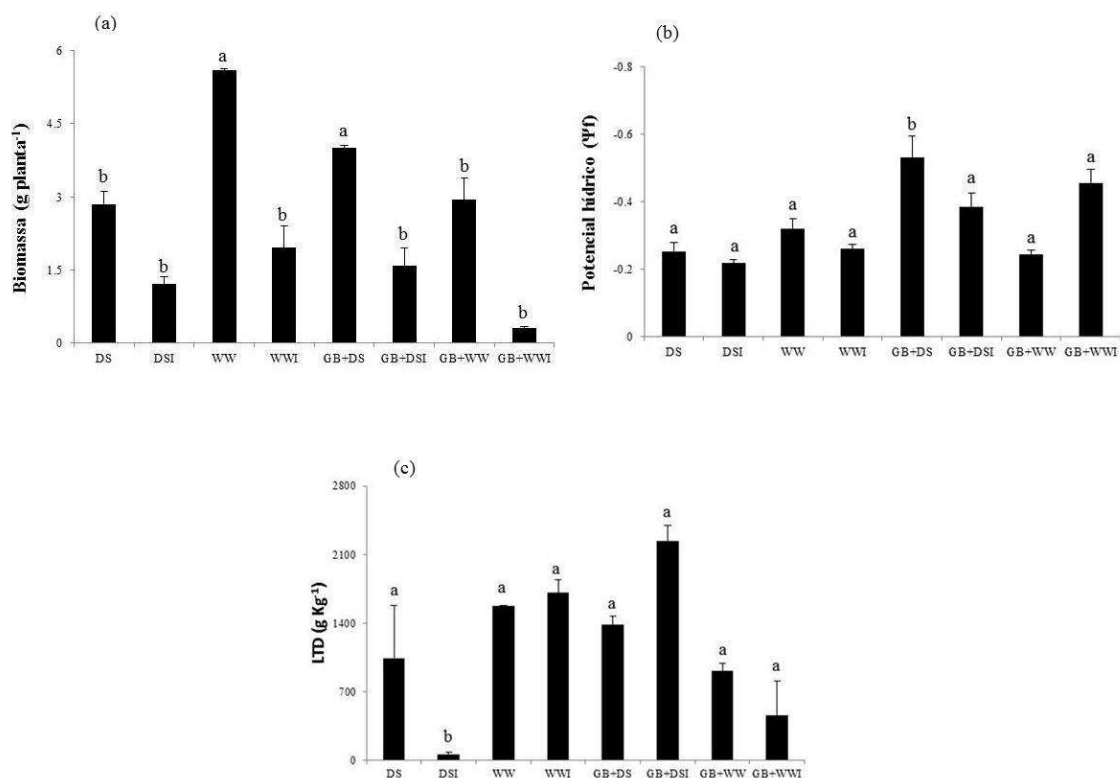 (a)
Biomassa (g planta⁻¹)
6
4.5
3
1.5
0
b
b
a
b
a
b
b
b
DS
DSI
WW
WWI
GB+DS
GB+DSI
GB+WW
GB+WWI
(b)
Potencial hídrico (Ψf)
-0.8
-0.6
-0.4
-0.2
0
a
a
a
a
b
a
a
a
DS
DSI
WW
WWI
GB+DS
GB+DSI
GB+WW
GB+WWI
(c)
LTD (g Kg⁻¹)
2800
2100
1400
700
0
a
b
a
a
a
a
a
a
DS
DSI
WW
WWI
GB+DS
GB+DSI
GB+WW
GB+WWI